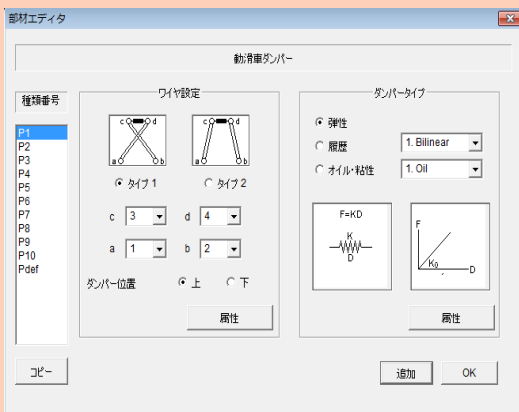 部材エディタ
動滑車ダンパー
種類番号
P1
P2
P3
P4
P5
P6
P7
P8
P9
P10
Pdef
コピー
ワイヤ設定
c d
a b
c d
a b
タイプ 1 タイプ 2
c 3 d 4
a 1 b 2
ダンパー位置 上 下
属性
ダンパータイプ
弾性
履歴 1. Bilinear
オイル・粘性 1. Oil
F=KD
K
D
F
K0
D
属性
追加 OK